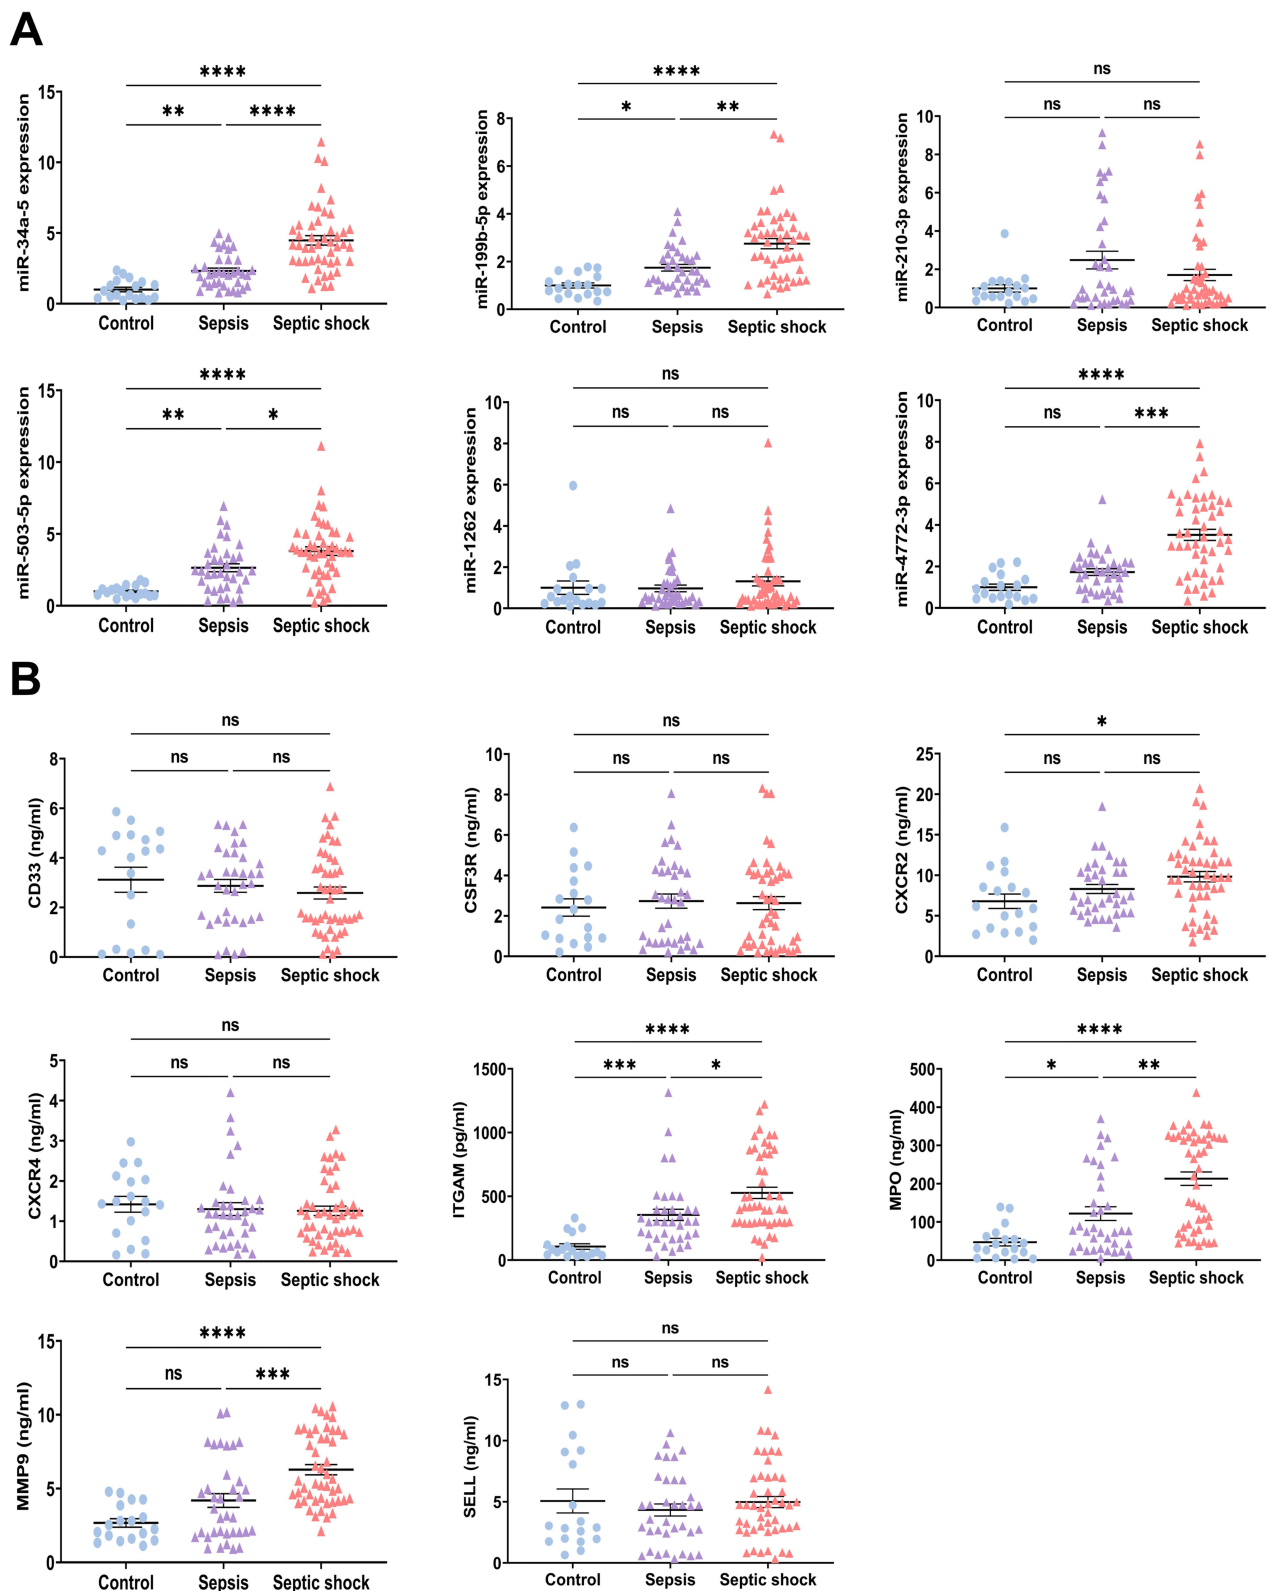 A
**** ** ****
miR-34a-5 expression
15
10
5
0
Control Sepsis Septic shock
**** * **
miR-199b-5p expression
8
6
4
2
0
Control Sepsis Septic shock
ns ns ns
miR-210-3p expression
10
8
6
4
2
0
Control Sepsis Septic shock
**** ** *
miR-503-5p expression
15
10
5
0
Control Sepsis Septic shock
ns ns ns
miR-1262 expression
10
8
6
4
2
0
Control Sepsis Septic shock
**** ns ***
miR-4772-3p expression
10
8
6
4
2
0
Control Sepsis Septic shock
B
ns ns ns
CD33 (ng/ml)
8
6
4
2
0
Control Sepsis Septic shock
ns ns ns
CSF3R (ng/ml)
10
8
6
4
2
0
Control Sepsis Septic shock
* ns ns
CXCR2 (ng/ml)
25
20
15
10
5
0
Control Sepsis Septic shock
ns ns ns
CXCR4 (ng/ml)
5
4
3
2
1
0
Control Sepsis Septic shock
**** *** *
ITGAM (pg/ml)
1500
1000
500
0
Control Sepsis Septic shock
**** * **
MPO (ng/ml)
500
400
300
200
100
0
Control Sepsis Septic shock
**** ns ***
MMP9 (ng/ml)
15
10
5
0
Control Sepsis Septic shock
ns ns ns
SELL (ng/ml)
15
10
5
0
Control Sepsis Septic shock